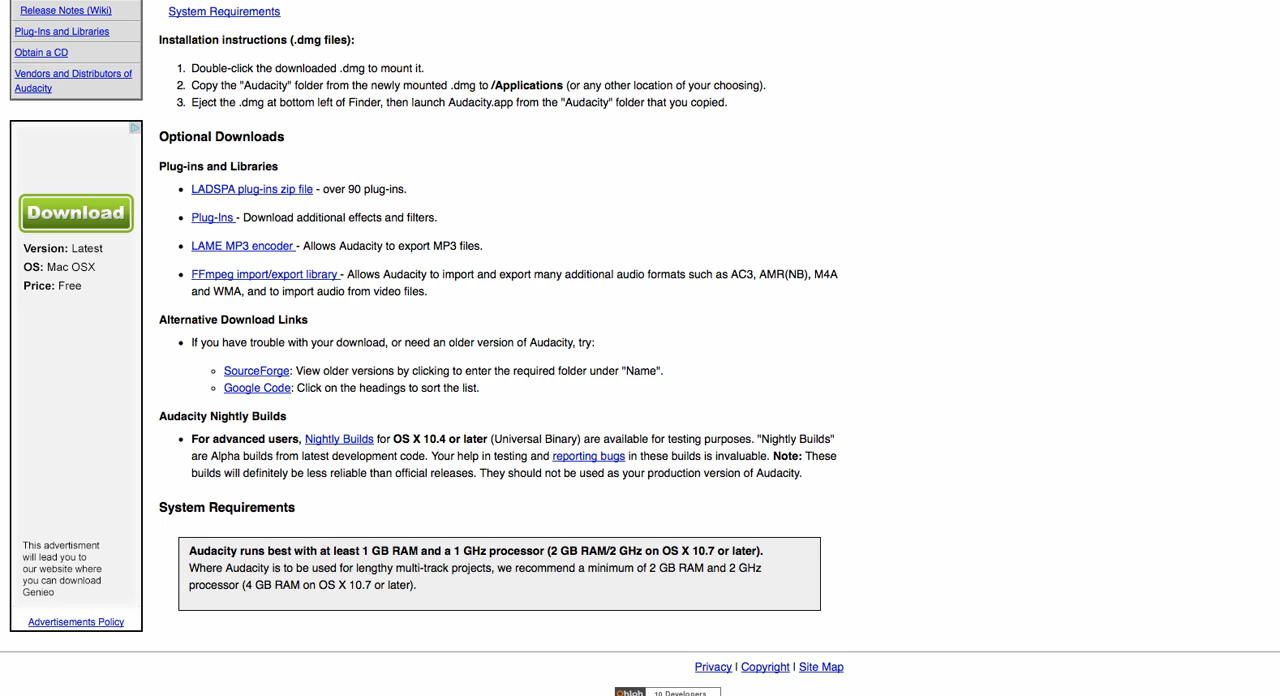 Release Notes (Wiki)
Plug-Ins and Libraries
Obtain a CD
Vendors and Distributors of
Audacity
Download
Version: Latest
OS: Mac OSX
Price: Free
This advertisment
will lead you to
our website where
you can download
Genieo
Advertisements Policy
System Requirements
Installation instructions (.dmg files):
1. Double-click the downloaded .dmg to mount it.
2. Copy the "Audacity" folder from the newly mounted .dmg to /Applications (or any other location of your choosing).
3. Eject the .dmg at bottom left of Finder, then launch Audacity.app from the "Audacity" folder that you copied.
Optional Downloads
Plug-ins and Libraries
• LADSPA plug-ins zip file - over 90 plug-ins.
• Plug-Ins - Download additional effects and filters.
• LAME MP3 encoder - Allows Audacity to export MP3 files.
• FFmpeg import/export library - Allows Audacity to import and export many additional audio formats such as AC3, AMR(NB), M4A
and WMA, and to import audio from video files.
Alternative Download Links
• If you have trouble with your download, or need an older version of Audacity, try:
◦ SourceForge: View older versions by clicking to enter the required folder under "Name".
◦ Google Code: Click on the headings to sort the list.
Audacity Nightly Builds
• For advanced users, Nightly Builds for OS X 10.4 or later (Universal Binary) are available for testing purposes. "Nightly Builds"
are Alpha builds from latest development code. Your help in testing and reporting bugs in these builds is invaluable. Note: These
builds will definitely be less reliable than official releases. They should not be used as your production version of Audacity.
System Requirements
Audacity runs best with at least 1 GB RAM and a 1 GHz processor (2 GB RAM/2 GHz on OS X 10.7 or later).
Where Audacity is to be used for lengthy multi-track projects, we recommend a minimum of 2 GB RAM and 2 GHz
processor (4 GB RAM on OS X 10.7 or later).
Privacy | Copyright | Site Map
Ohloh 10 Developers